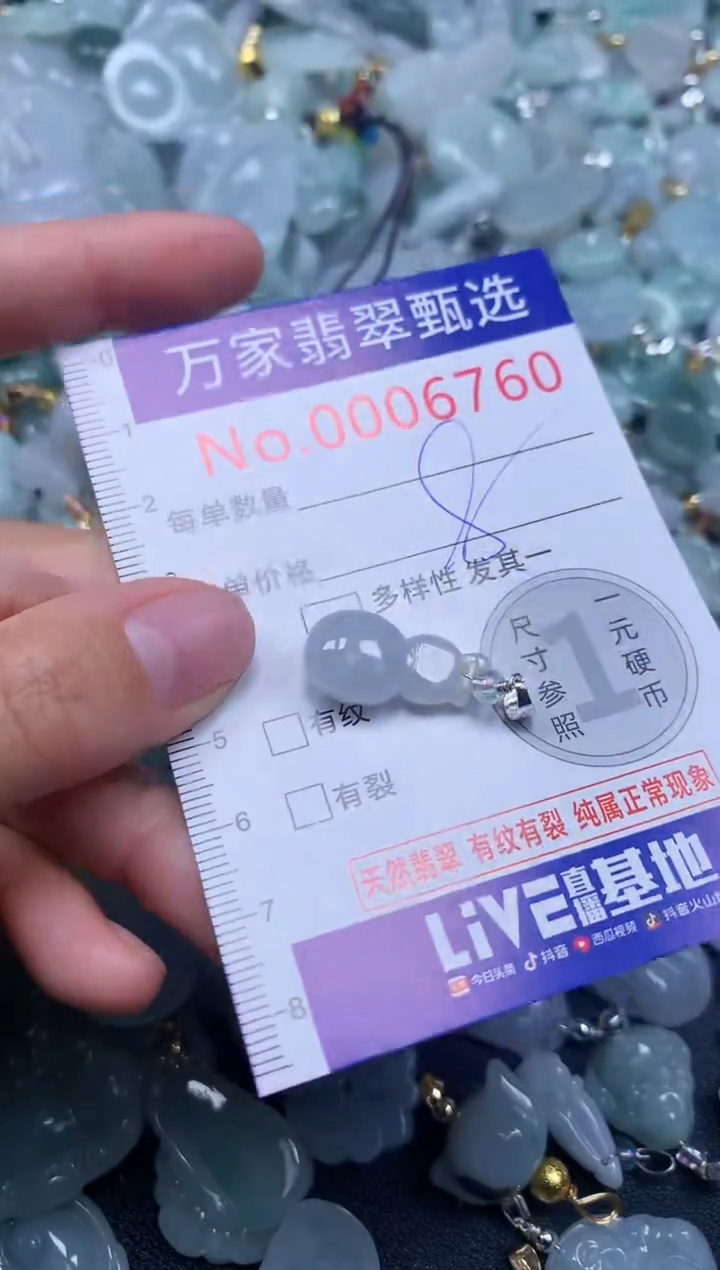 万家翡翠甄选
No.0006760
0
1
2
每单数量
8
单价格
多样性 发其一
有纹
有裂
尺寸参照
1
一元硬币
5
6
7
8
天然翡翠 有纹有裂 纯属正常现象
LiVE直播基地
今日头条 抖音 西瓜视频 抖音火山